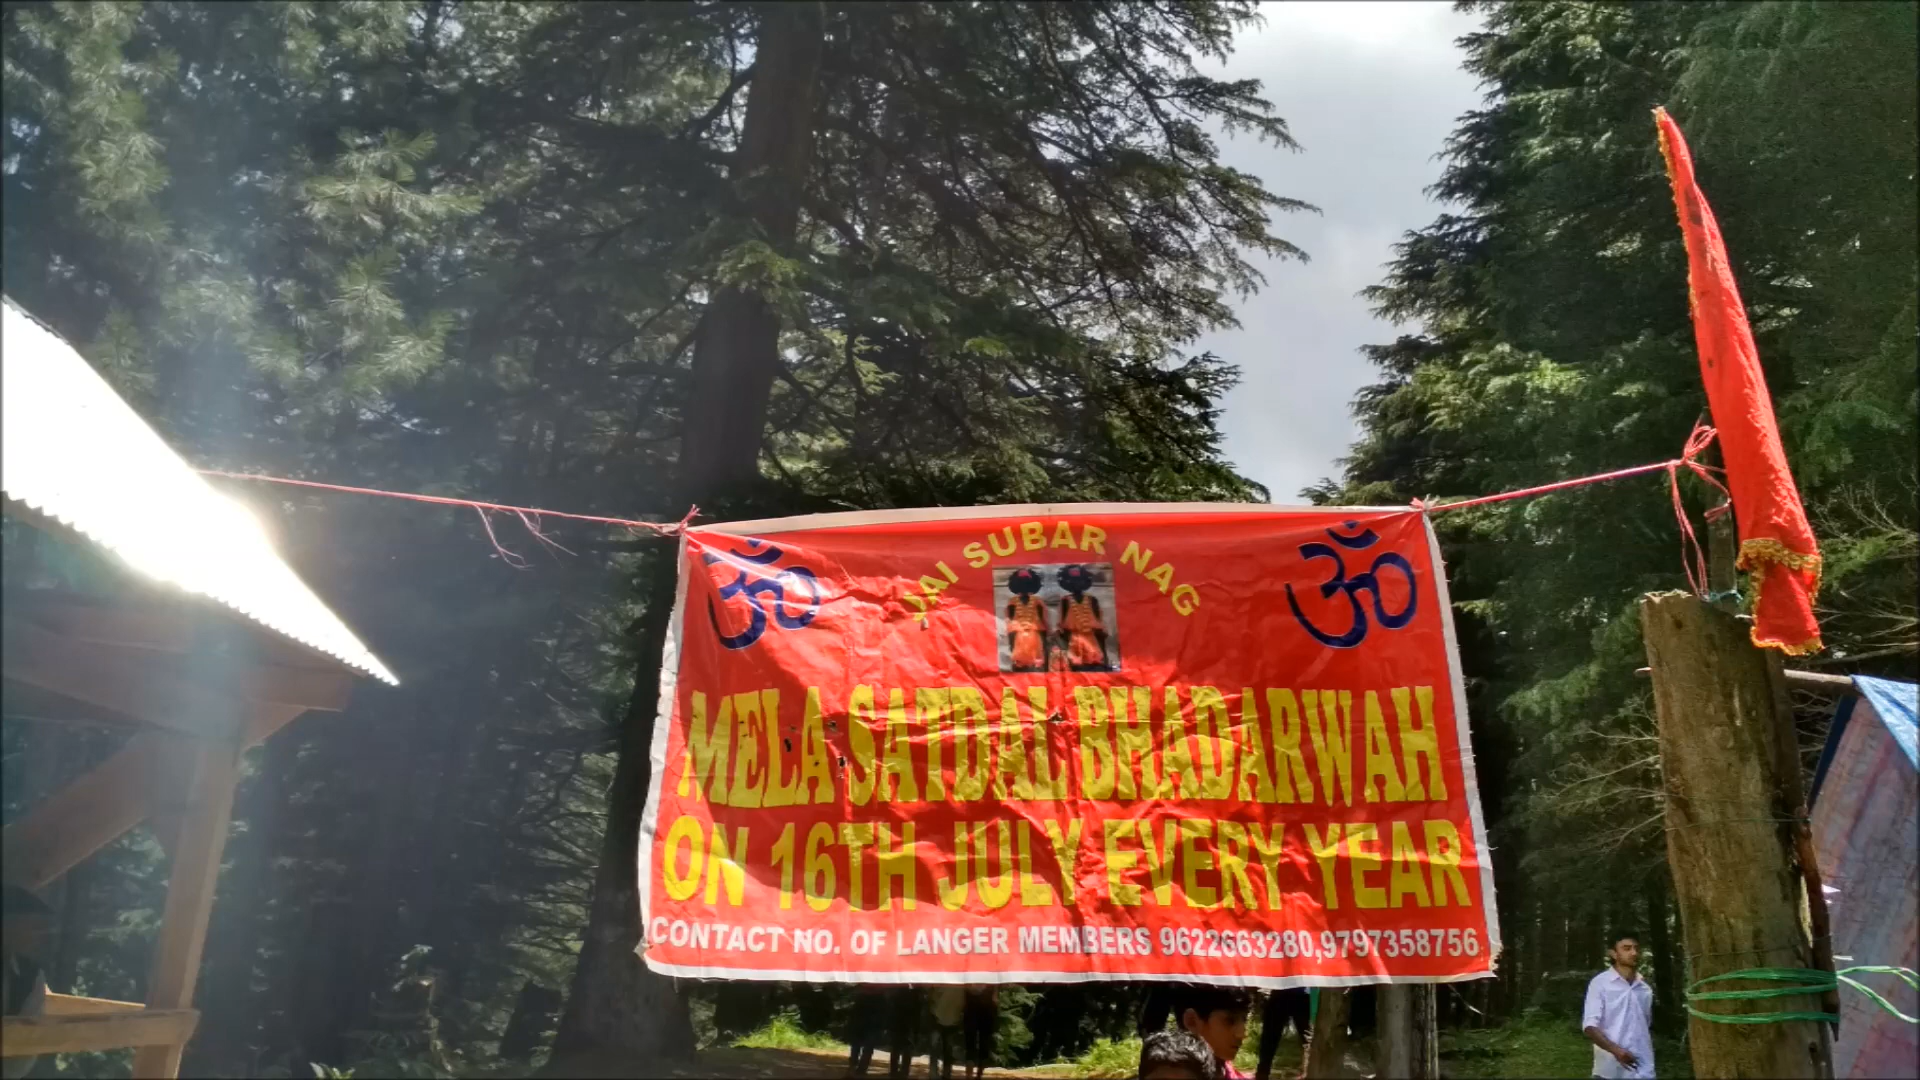 ॐ JAI SUBAR NAG ॐ
MELA SATDAL BHADARWAH
ON 16TH JULY EVERY YEAR
CONTACT NO. OF LANGER MEMBERS 9622663280,9797358756